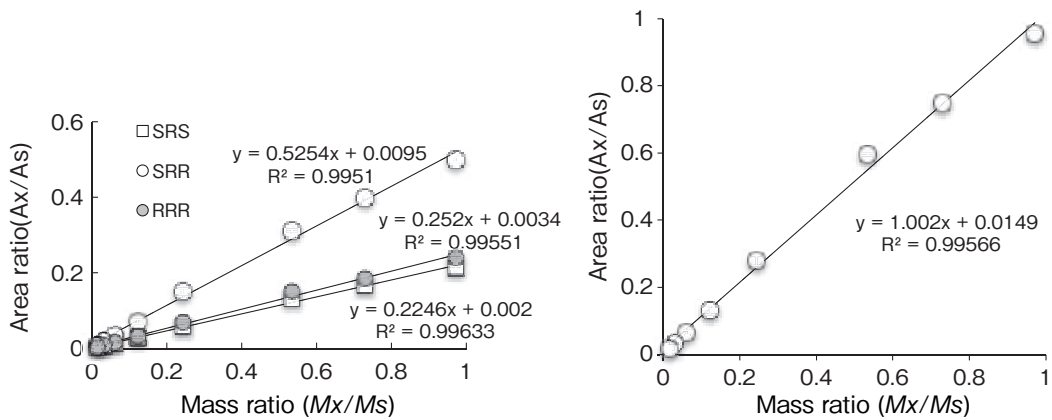 Area ratio(Ax/As)
0.6
0.4
0.2
0
SRS
SRR
RRR
y = 0.5254x + 0.0095
R² = 0.9951
y = 0.252x + 0.0034
R² = 0.99551
y = 0.2246x + 0.002
R² = 0.99633
0 0.2 0.4 0.6 0.8 1
Mass ratio (Mx/Ms)
Area ratio(Ax/As)
1
0.8
0.6
0.4
0.2
0
y = 1.002x + 0.0149
R² = 0.99566
0 0.2 0.4 0.6 0.8 1
Mass ratio (Mx/Ms)